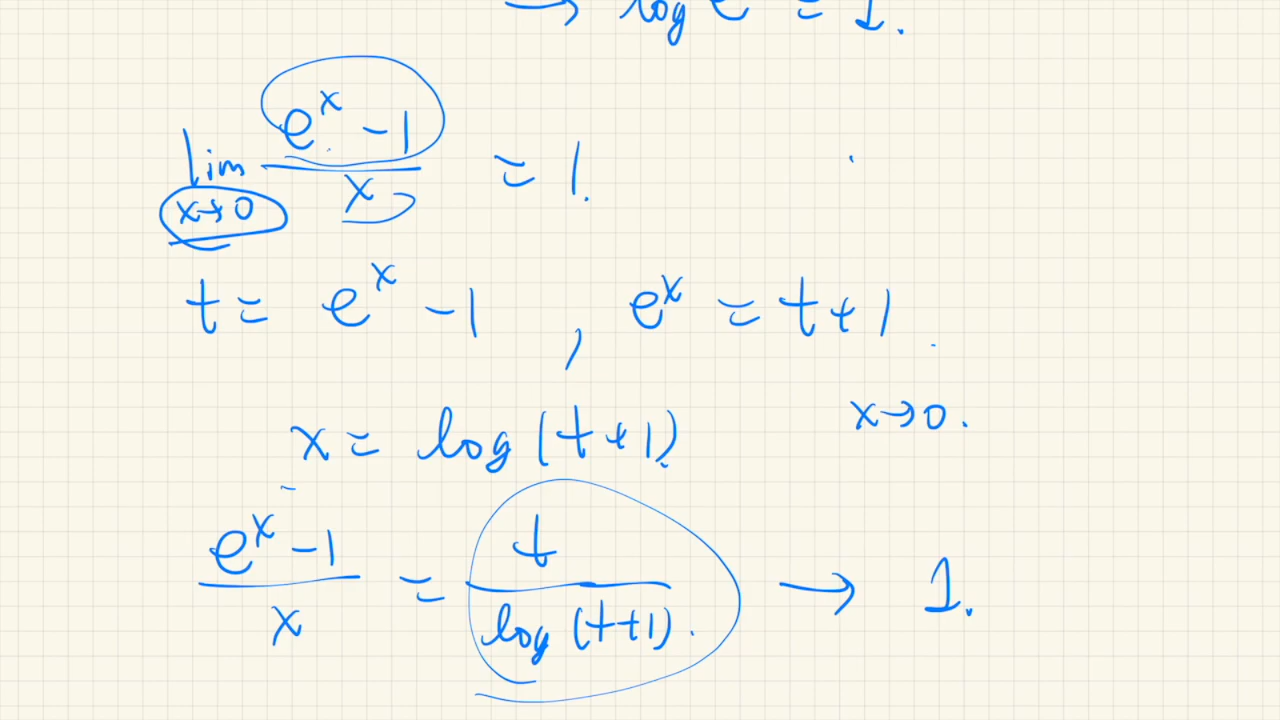 → log e = 1.
lim x→0 (e^x - 1)/x = 1.
t = e^x - 1 , e^x = t + 1.
x = log (t + 1) x → 0.
(e^x - 1)/x = t/log (t + 1). → 1.